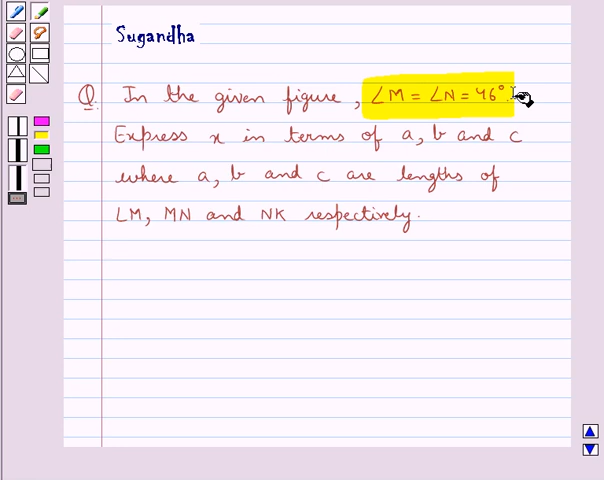 Sugandha
Q. In the given figure, ∠M = ∠N = 46°.
Express x in terms of a, b and c
where a, b and c are lengths of
LM, MN and NK respectively.